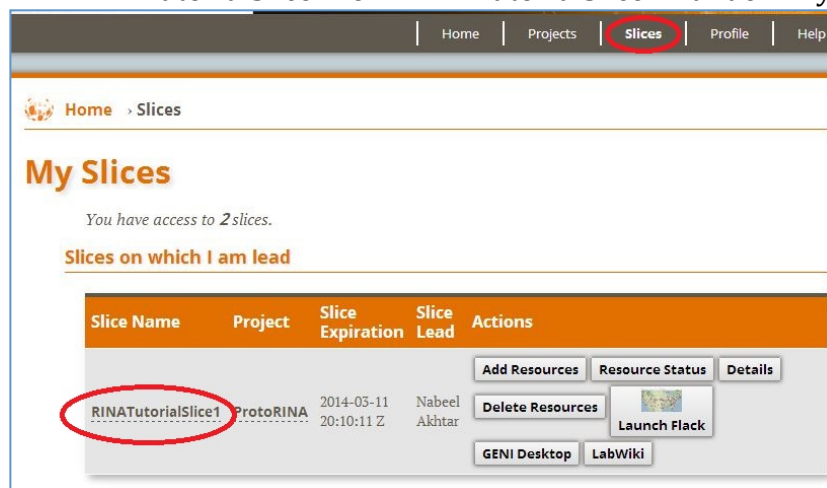 Home Projects Slices Profile Help
Home › Slices
My Slices
You have access to 2 slices.
Slices on which I am lead
Slice Name Project Slice Expiration Slice Lead Actions
RINATutorialSlice1 ProtoRINA 2014-03-11 20:10:11 Z Nabeel Akhtar
Add Resources Resource Status Details
Delete Resources Launch Flack
GENI Desktop LabWiki